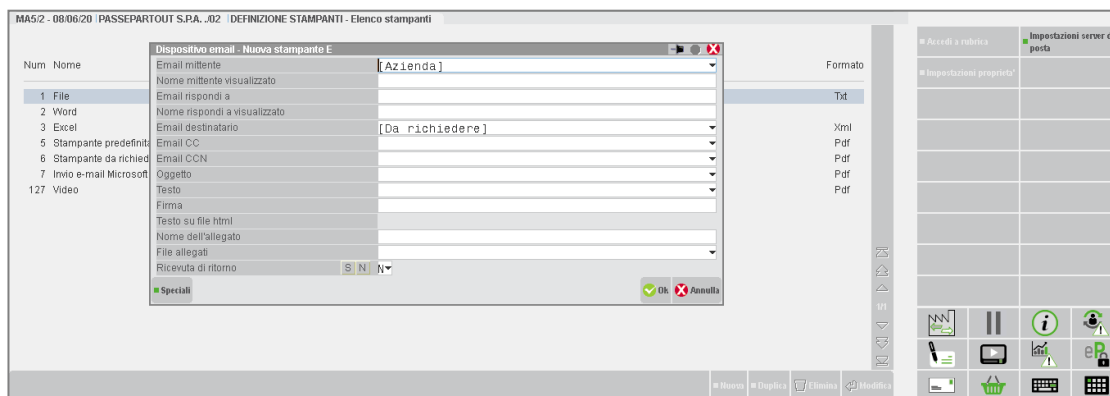 MA5/2 - 08/06/20 |PASSEPARTOUT S.P.A. ./02 |DEFINIZIONE STAMPANTI - Elenco stampanti
Dispositivo email - Nuova stampante E
Accedi a rubrica
Impostazioni server
posta
Impostazioni proprieta'
Num Nome Formato
1 File Txt
2 Word
3 Excel Xml
5 Stampante predefinita Pdf
6 Stampante da richied Pdf
7 Invio e-mail Microsoft Pdf
127 Video Pdf
Email mittente [Azienda]
Nome mittente visualizzato
Email rispondi a
Nome rispondi a visualizzato
Email destinatario [Da richiedere]
Email CC
Email CCN
Oggetto
Testo
Firma
Testo su file html
Nome dell'allegato
File allegati
Ricevuta di ritorno S N N
Speciali Ok Annulla
1/1
Nuovo Duplica Elimina Modifica